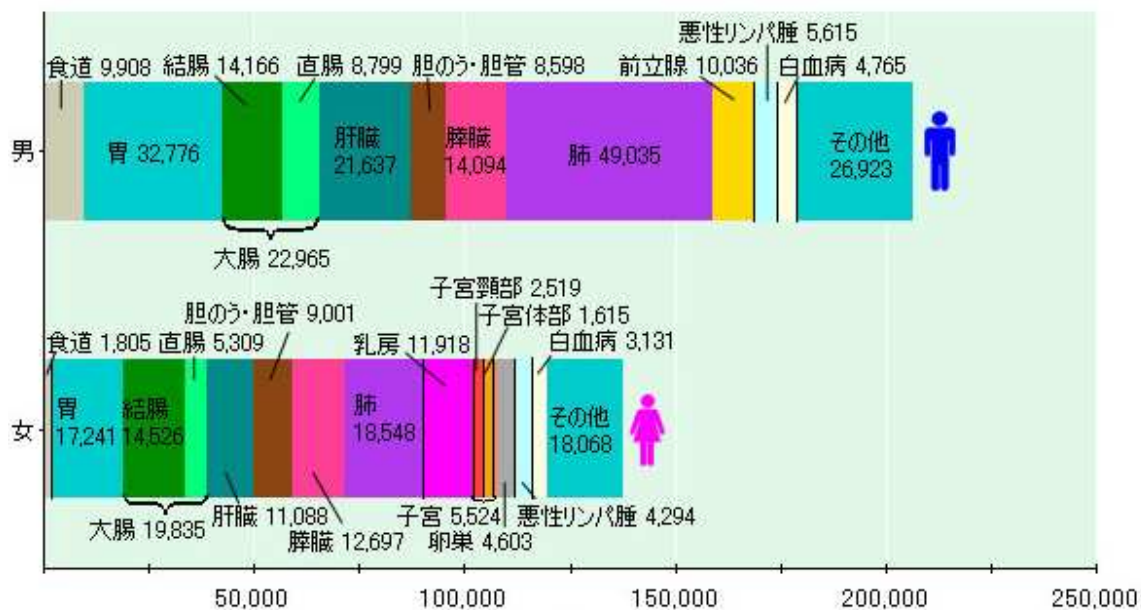 悪性リンパ腫 5,615
食道 9,908 結腸 14,166 直腸 8,799 胆のう・胆管 8,598 前立腺 10,036 白血病 4,765
男
胃 32,776
肝臓
21,637
膵臓
14,094
肺 49,035
その他
26,923
大腸 22,965
子宮頸部 2,519
胆のう・胆管 9,001 子宮体部 1,615
食道 1,805 直腸 5,309 乳房 11,918 白血病 3,131
女
胃
17,241
結腸
14,526
肺
18,548
その他
18,068
大腸 19,835 肝臓 11,088 子宮 5,524 悪性リンパ腫 4,294
膵臓 12,697 卵巣 4,603
50,000 100,000 150,000 200,000 250,000